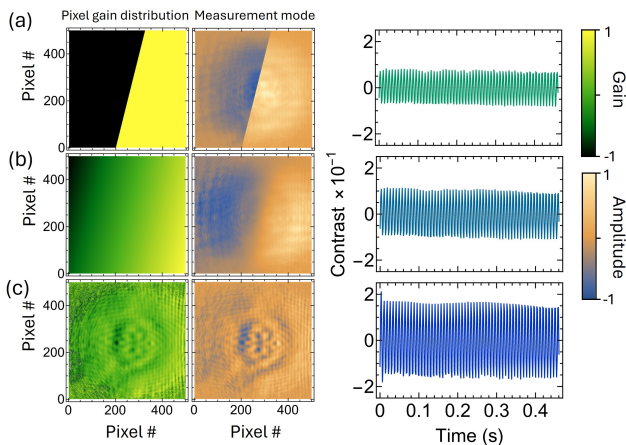 Pixel gain distribution Measurement mode
(a)
400
200
0
Pixel #
2
0
-2
1
-1
Gain
(b)
400
200
0
Pixel #
2
0
-2
Contrast × 10⁻¹
1
-1
Amplitude
(c)
400
200
0
Pixel #
0 200 400 0 200 400
Pixel # Pixel #
2
0
-2
0 0.1 0.2 0.3 0.4
Time (s)